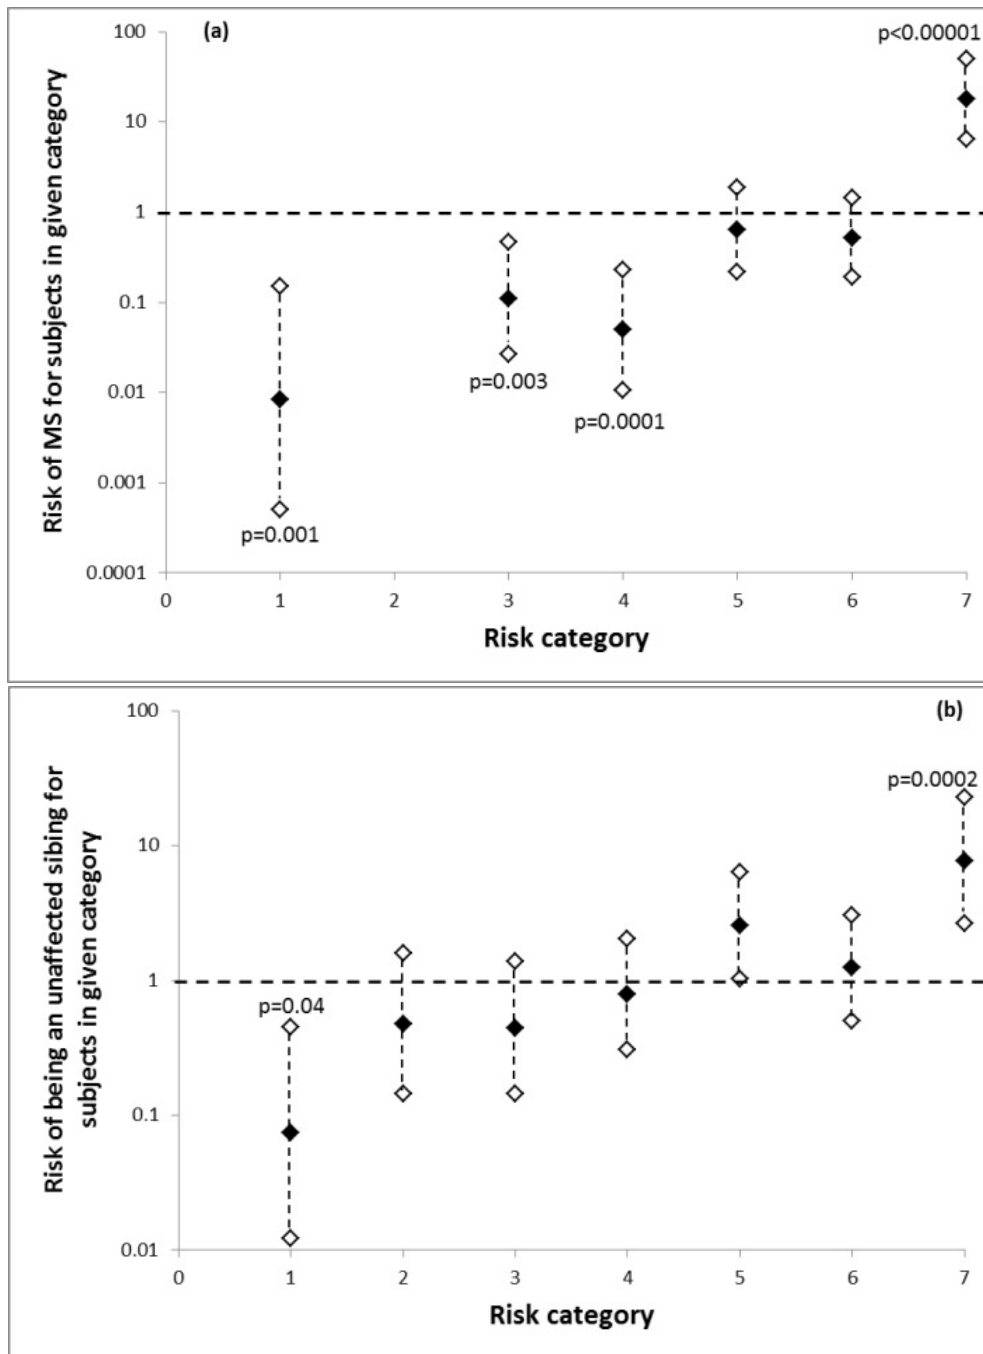 (a)
p<0.00001
100
10
1
0.1
0.01
0.001
0.0001
Risk of MS for subjects in given category
p=0.001
p=0.003
p=0.0001
0 1 2 3 4 5 6 7
Risk category
(b)
p=0.0002
100
10
1
0.1
0.01
Risk of being an unaffected sibing for
subjects in given category
p=0.04
0 1 2 3 4 5 6 7
Risk category